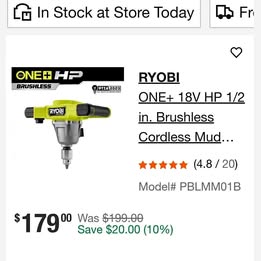 In Stock at Store Today
Fr
ONE+ HP
BRUSHLESS
RYOBI
ONE+ 18V HP 1/2
in. Brushless
Cordless Mud...
(4.8 / 20)
Model# PBLMM01B
$179 00 Was $199.00
Save $20.00 (10%)